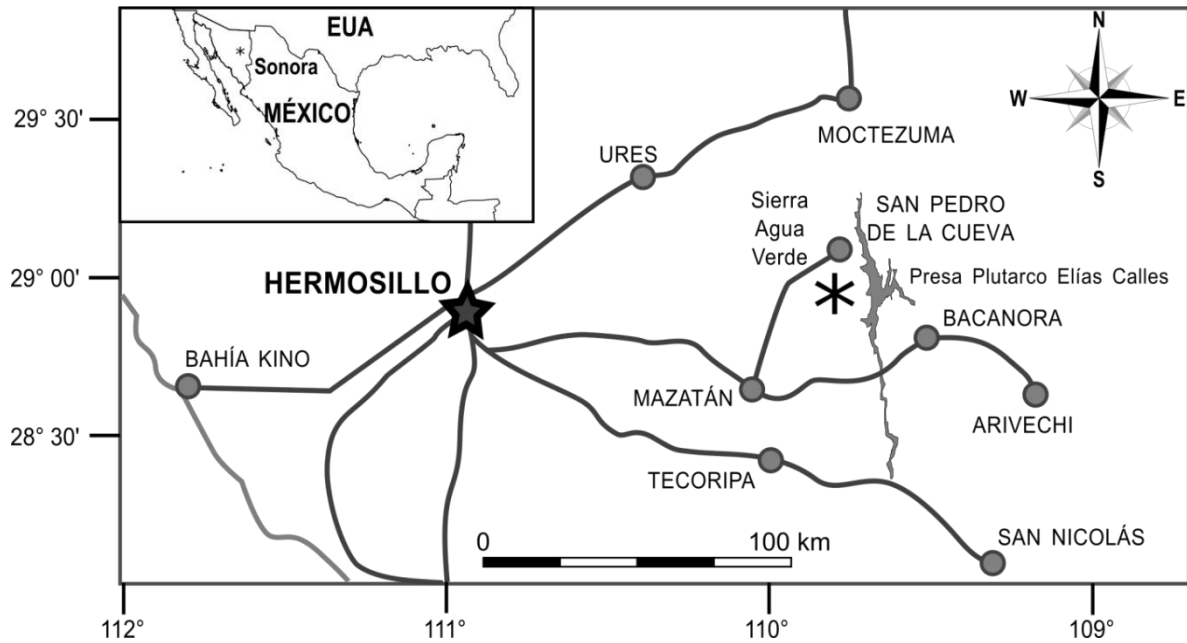 EUA
Sonora
MÉXICO
N
W
E
S
29° 30'
29° 00'
28° 30'
MOCTEZUMA
URES
Sierra
Agua
Verde
SAN PEDRO
DE LA CUEVA
HERMOSILLO
Presa Plutarco Elías Calles
BACANORA
BAHÍA KINO
MAZATÁN
ARIVECHI
TECORIPA
SAN NICOLÁS
0
100 km
112°
111°
110°
109°